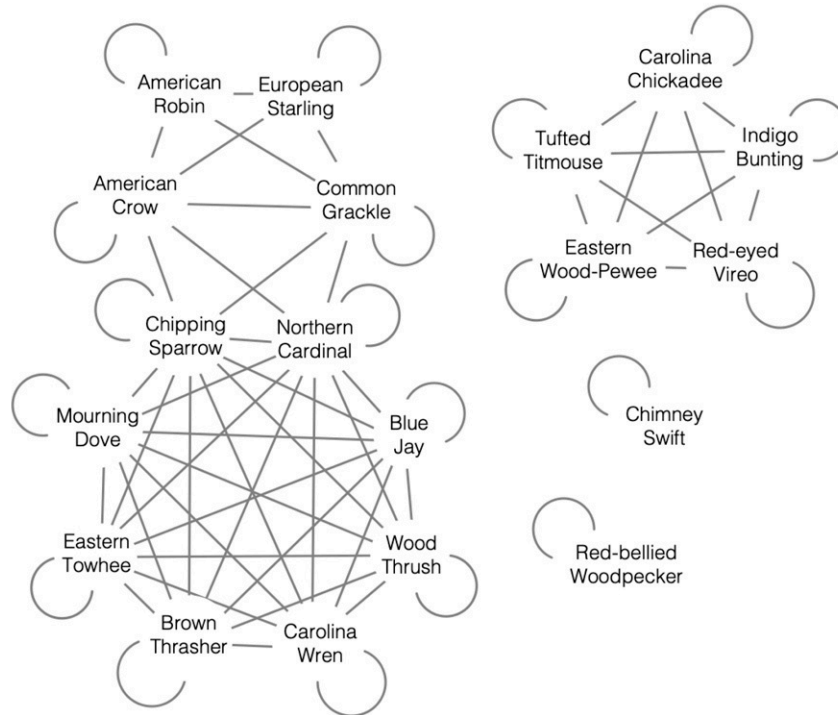 American
Robin
European
Starling
American
Crow
Common
Grackle
Chipping
Sparrow
Northern
Cardinal
Mourning
Dove
Blue
Jay
Eastern
Towhee
Wood
Thrush
Brown
Thrasher
Carolina
Wren
Carolina
Chickadee
Tufted
Titmouse
Indigo
Bunting
Eastern
Wood-Pewee
Red-eyed
Vireo
Chimney
Swift
Red-bellied
Woodpecker